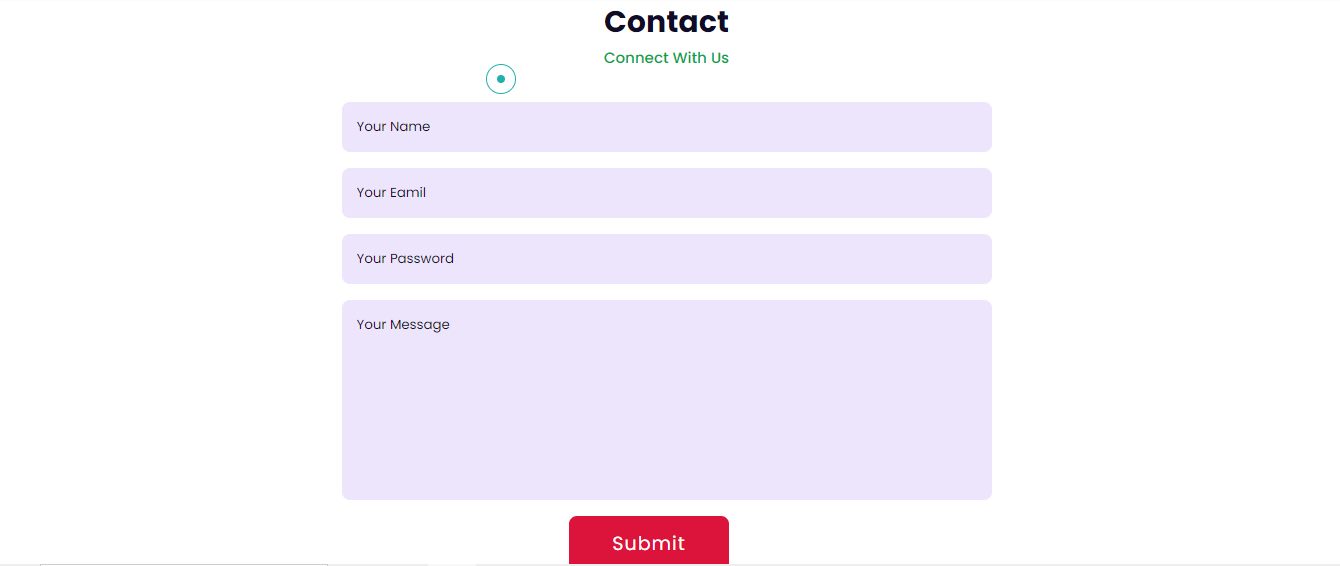 Contact
Connect With Us
Your Name
Your Eamil
Your Password
Your Message
Submit